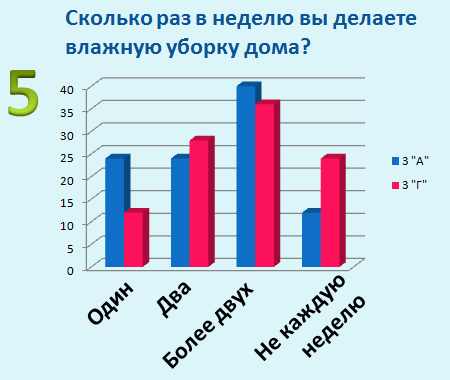 Сколько раз в неделю вы делаете
влажную уборку дома?
5
40
35
30
25
20
15
10
5
0
3 "А"
3 "Г"
Один
Два
Более двух
Не каждую
неделю